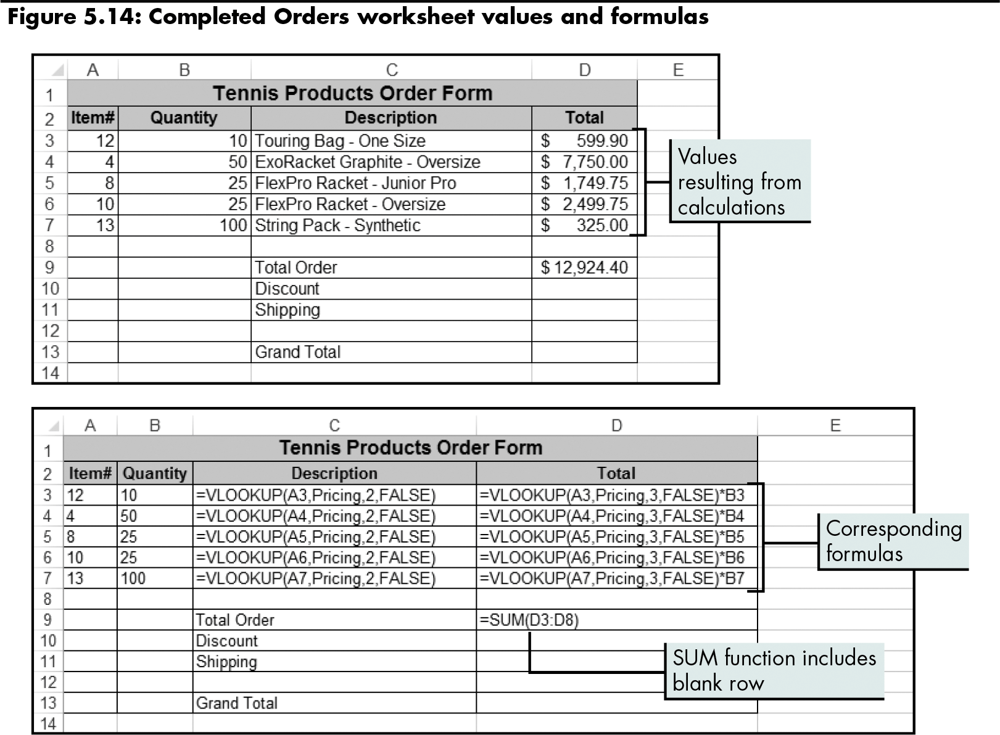 Figure 5.14: Completed Orders worksheet values and formulas
A B C D E
1 Tennis Products Order Form
2 Item# Quantity Description Total
3 12 10 Touring Bag - One Size $ 599.90
4 4 50 ExoRacket Graphite - Oversize $ 7,750.00
5 8 25 FlexPro Racket - Junior Pro $ 1,749.75
6 10 25 FlexPro Racket - Oversize $ 2,499.75
7 13 100 String Pack - Synthetic $ 325.00
8
9 Total Order $ 12,924.40
10 Discount
11 Shipping
12
13 Grand Total
14
Values
resulting from
calculations
A B C D E
1 Tennis Products Order Form
2 Item# Quantity Description Total
3 12 10 =VLOOKUP(A3,Pricing,2,FALSE) =VLOOKUP(A3,Pricing,3,FALSE)*B3
4 4 50 =VLOOKUP(A4,Pricing,2,FALSE) =VLOOKUP(A4,Pricing,3,FALSE)*B4
5 8 25 =VLOOKUP(A5,Pricing,2,FALSE) =VLOOKUP(A5,Pricing,3,FALSE)*B5
6 10 25 =VLOOKUP(A6,Pricing,2,FALSE) =VLOOKUP(A6,Pricing,3,FALSE)*B6
7 13 100 =VLOOKUP(A7,Pricing,2,FALSE) =VLOOKUP(A7,Pricing,3,FALSE)*B7
8
9 Total Order =SUM(D3:D8)
10 Discount
11 Shipping
12
13 Grand Total
14
Corresponding
formulas
SUM function includes
blank row